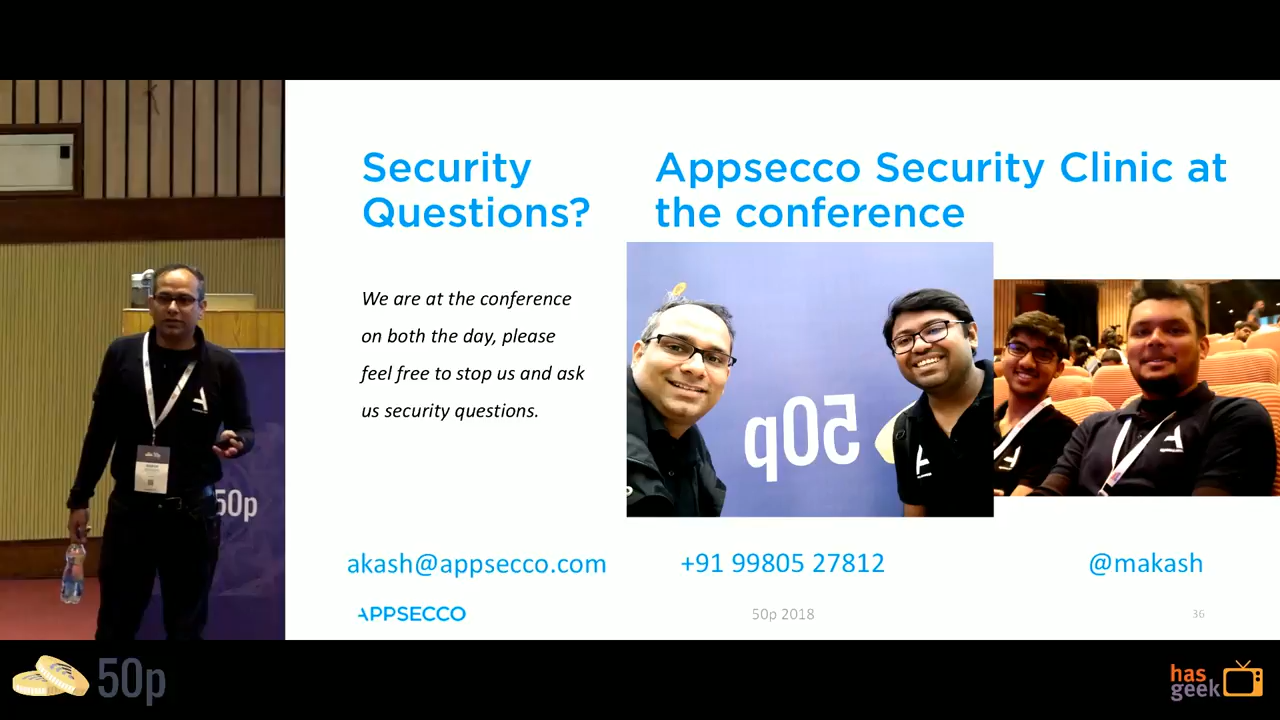 Security
Questions?
Appsecco Security Clinic at
the conference
We are at the conference
on both the day, please
feel free to stop us and ask
us security questions.
50p
50p
akash@appsecco.com
+91 99805 27812
@makash
APPSECCO
50p 2018
36
50p
has
geek